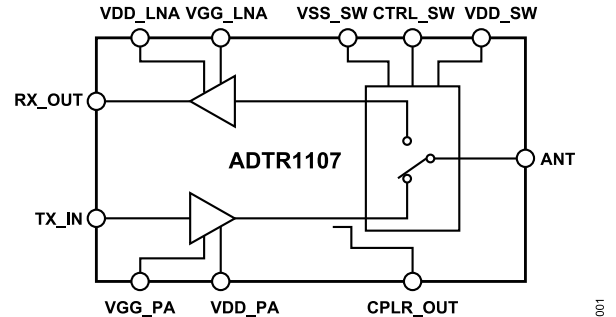 VDD_LNA VGG_LNA VSS_SW CTRL_SW VDD_SW
RX_OUT
ADTR1107
ANT
TX_IN
VGG_PA VDD_PA CPLR_OUT
001